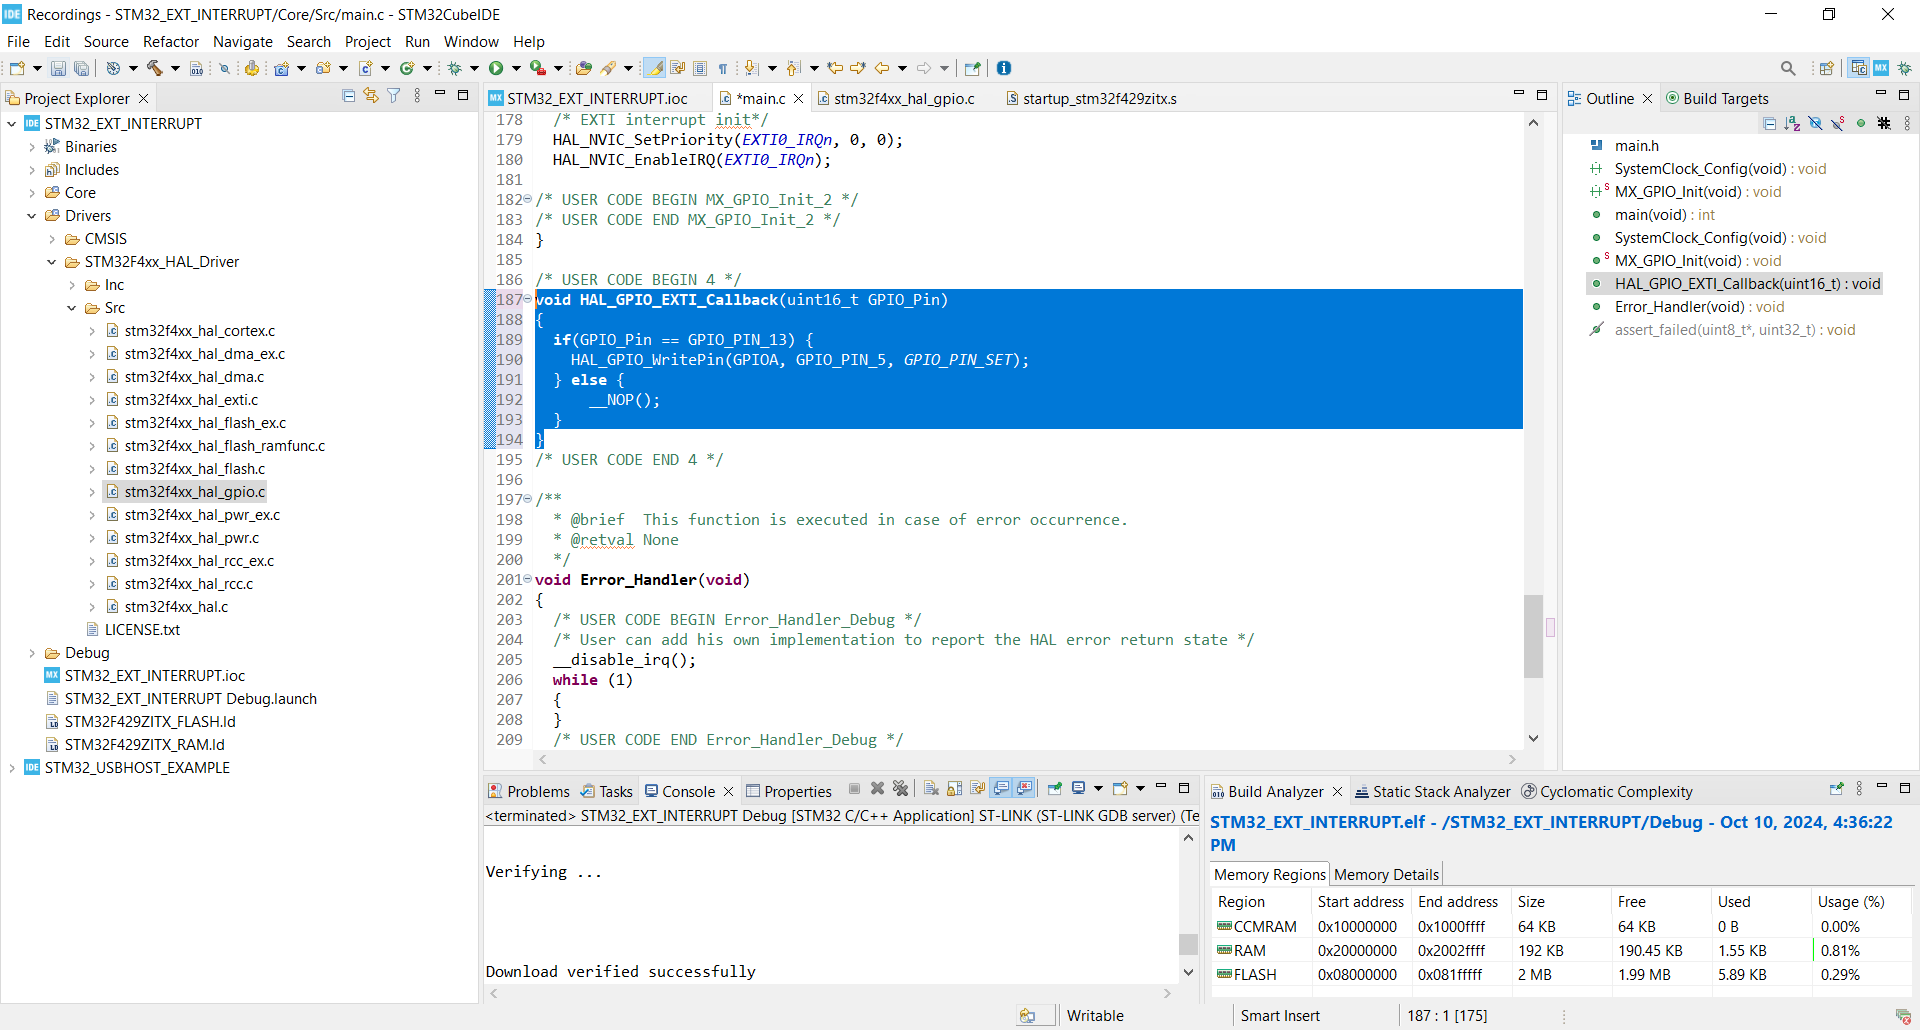 IDE Recordings - STM32_EXT_INTERRUPT/Core/Src/main.c - STM32CubeIDE
File Edit Source Refactor Navigate Search Project Run Window Help
Project Explorer
STM32_EXT_INTERRUPT
Binaries
Includes
Core
Drivers
CMSIS
STM32F4xx_HAL_Driver
Inc
Src
stm32f4xx_hal_cortex.c
stm32f4xx_hal_dma_ex.c
stm32f4xx_hal_dma.c
stm32f4xx_hal_exti.c
stm32f4xx_hal_flash_ex.c
stm32f4xx_hal_flash_ramfunc.c
stm32f4xx_hal_flash.c
stm32f4xx_hal_gpio.c
stm32f4xx_hal_pwr_ex.c
stm32f4xx_hal_pwr.c
stm32f4xx_hal_rcc_ex.c
stm32f4xx_hal_rcc.c
stm32f4xx_hal.c
LICENSE.txt
Debug
STM32_EXT_INTERRUPT.ioc
STM32_EXT_INTERRUPT Debug.launch
STM32F429ZITX_FLASH.ld
STM32F429ZITX_RAM.ld
STM32_USBHOST_EXAMPLE
STM32_EXT_INTERRUPT.ioc *main.c stm32f4xx_hal_gpio.c startup_stm32f429zitx.s
178 /* EXTI interrupt init*/
179 HAL_NVIC_SetPriority(EXTI0_IRQn, 0, 0);
180 HAL_NVIC_EnableIRQ(EXTI0_IRQn);
181
182 /* USER CODE BEGIN MX_GPIO_Init_2 */
183 /* USER CODE END MX_GPIO_Init_2 */
184 }
185
186 /* USER CODE BEGIN 4 */
187 void HAL_GPIO_EXTI_Callback(uint16_t GPIO_Pin)
188 {
189 if(GPIO_Pin == GPIO_PIN_13) {
190 HAL_GPIO_WritePin(GPIOA, GPIO_PIN_5, GPIO_PIN_SET);
191 } else {
192 __NOP();
193 }
194 }
195 /* USER CODE END 4 */
196
197 /**
198 * @brief  This function is executed in case of error occurrence.
199 * @retval None
200 */
201 void Error_Handler(void)
202 {
203 /* USER CODE BEGIN Error_Handler_Debug */
204 /* User can add his own implementation to report the HAL error return state */
205 __disable_irq();
206 while (1)
207 {
208 }
209 /* USER CODE END Error_Handler_Debug */
Outline Build Targets
main.h
SystemClock_Config(void) : void
MX_GPIO_Init(void) : void
main(void) : int
SystemClock_Config(void) : void
MX_GPIO_Init(void) : void
HAL_GPIO_EXTI_Callback(uint16_t) : void
Error_Handler(void) : void
assert_failed(uint8_t*, uint32_t) : void
Problems Tasks Console Properties
<terminated> STM32_EXT_INTERRUPT Debug [STM32 C/C++ Application] ST-LINK (ST-LINK GDB server) (Te
Verifying ...
Download verified successfully
Build Analyzer Static Stack Analyzer Cyclomatic Complexity
STM32_EXT_INTERRUPT.elf - /STM32_EXT_INTERRUPT/Debug - Oct 10, 2024, 4:36:22
PM
Memory Regions Memory Details
Region Start address End address Size Free Used Usage (%)
CCMRAM 0x10000000 0x1000ffff 64 KB 64 KB 0 B 0.00%
RAM 0x20000000 0x2002ffff 192 KB 190.45 KB 1.55 KB 0.81%
FLASH 0x08000000 0x081fffff 2 MB 1.99 MB 5.89 KB 0.29%
Writable Smart Insert 187 : 1 [175]